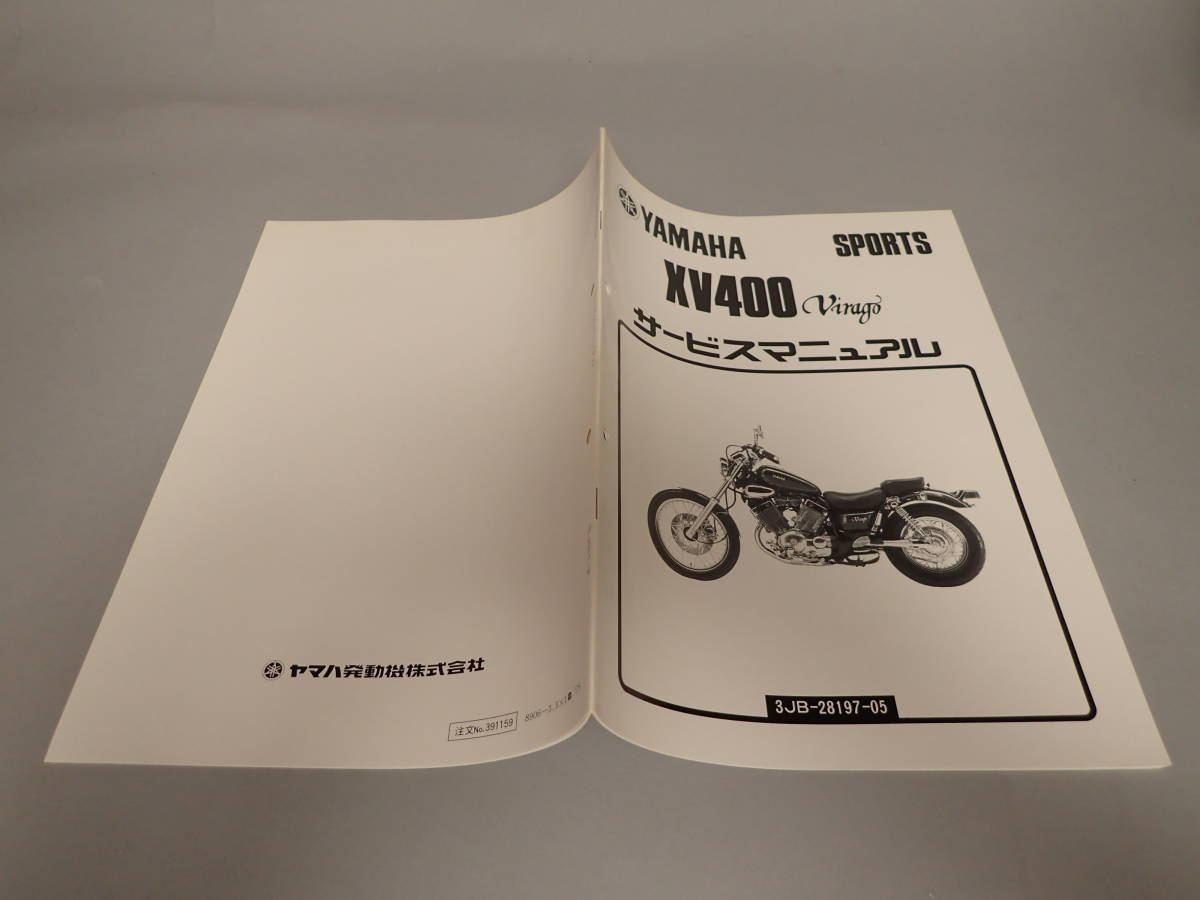 YAMAHA SPORTS
XV400 Virago
サービスマニュアル
Virago
3JB-28197-05
ヤマハ発動機株式会社
注文No.391159